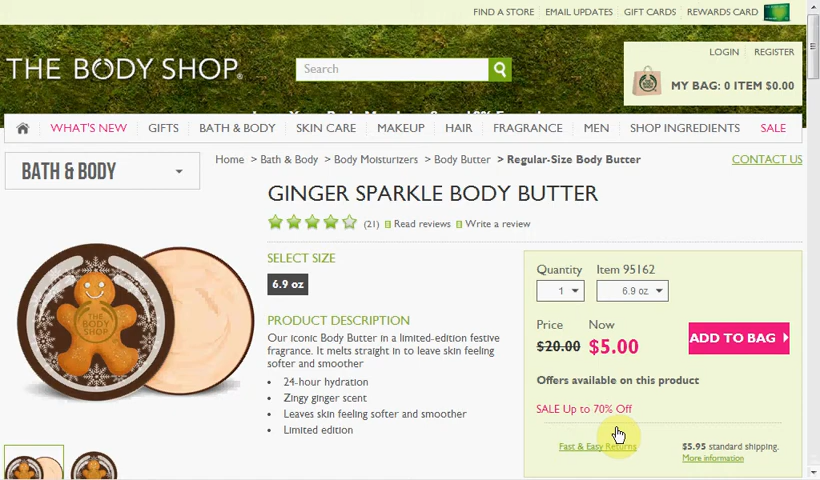 FIND A STORE EMAIL UPDATES GIFT CARDS REWARDS CARD
LOGIN REGISTER
THE BODY SHOP®
Search
MY BAG: 0 ITEM $0.00
WHAT'S NEW GIFTS BATH & BODY SKIN CARE MAKEUP HAIR FRAGRANCE MEN SHOP INGREDIENTS SALE
BATH & BODY
Home > Bath & Body > Body Moisturizers > Body Butter > Regular-Size Body Butter
CONTACT US
GINGER SPARKLE BODY BUTTER
(21) Read reviews Write a review
SELECT SIZE
6.9 oz
PRODUCT DESCRIPTION
Our iconic Body Butter in a limited-edition festive
fragrance. It melts straight in to leave skin feeling
softer and smoother
• 24-hour hydration
• Zingy ginger scent
• Leaves skin feeling softer and smoother
• Limited edition
THE BODY SHOP
Quantity Item 95162
1 6.9 oz
Price Now
$20.00 $5.00
ADD TO BAG
Offers available on this product
SALE Up to 70% Off
Fast & Easy Returns
$5.95 standard shipping.
More information